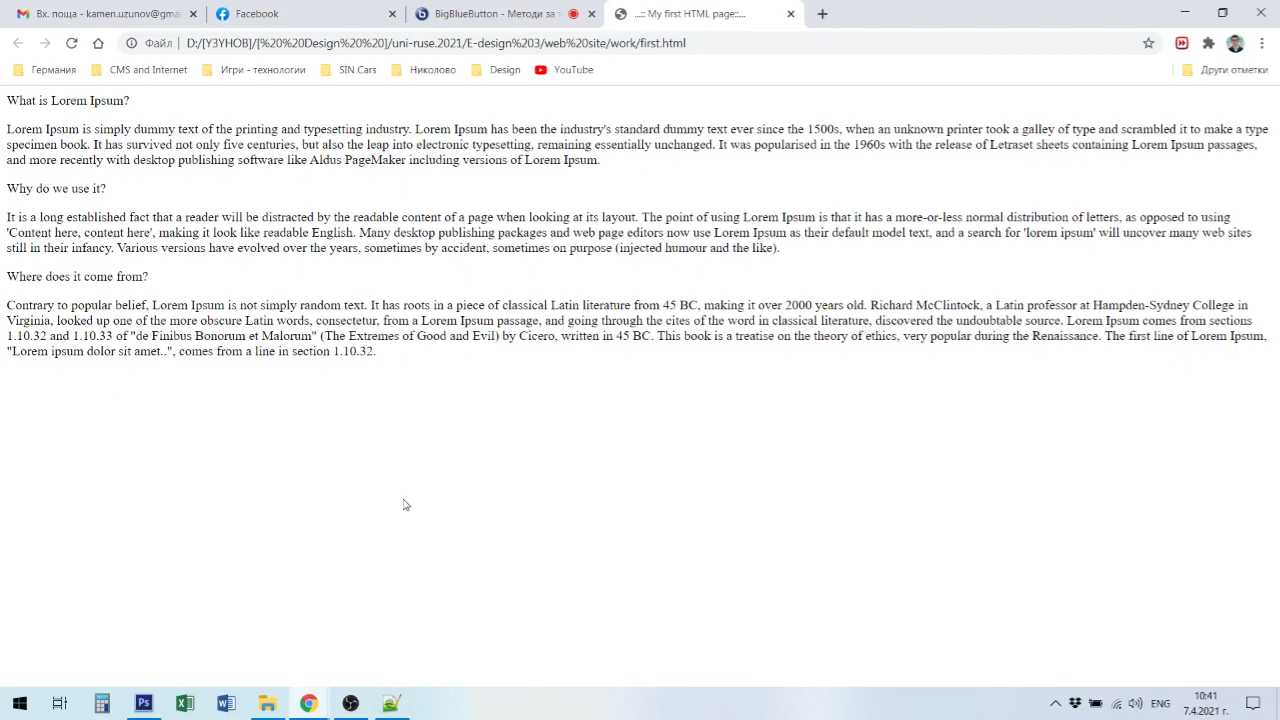 Вх. поща - kamen.uzunov@gmai
Facebook
BigBlueButton - Методи за т
..:: My first HTML page::...
Файл
D:/[УЗУНОВ]/[%20%20Design%20%20]/uni-ruse.2021/E-design%203/web%20site/work/first.html
Германия
CMS and Internet
Игри - технологии
SIN Cars
Николово
Design
YouTube
Други отметки
What is Lorem Ipsum?
Lorem Ipsum is simply dummy text of the printing and typesetting industry. Lorem Ipsum has been the industry's standard dummy text ever since the 1500s, when an unknown printer took a galley of type and scrambled it to make a type
specimen book. It has survived not only five centuries, but also the leap into electronic typesetting, remaining essentially unchanged. It was popularised in the 1960s with the release of Letraset sheets containing Lorem Ipsum passages,
and more recently with desktop publishing software like Aldus PageMaker including versions of Lorem Ipsum.
Why do we use it?
It is a long established fact that a reader will be distracted by the readable content of a page when looking at its layout. The point of using Lorem Ipsum is that it has a more-or-less normal distribution of letters, as opposed to using
'Content here, content here', making it look like readable English. Many desktop publishing packages and web page editors now use Lorem Ipsum as their default model text, and a search for 'lorem ipsum' will uncover many web sites
still in their infancy. Various versions have evolved over the years, sometimes by accident, sometimes on purpose (injected humour and the like).
Where does it come from?
Contrary to popular belief, Lorem Ipsum is not simply random text. It has roots in a piece of classical Latin literature from 45 BC, making it over 2000 years old. Richard McClintock, a Latin professor at Hampden-Sydney College in
Virginia, looked up one of the more obscure Latin words, consectetur, from a Lorem Ipsum passage, and going through the cites of the word in classical literature, discovered the undoubtable source. Lorem Ipsum comes from sections
1.10.32 and 1.10.33 of "de Finibus Bonorum et Malorum" (The Extremes of Good and Evil) by Cicero, written in 45 BC. This book is a treatise on the theory of ethics, very popular during the Renaissance. The first line of Lorem Ipsum,
"Lorem ipsum dolor sit amet..", comes from a line in section 1.10.32.
Ps
ENG
10:41
7.4.2021 г.